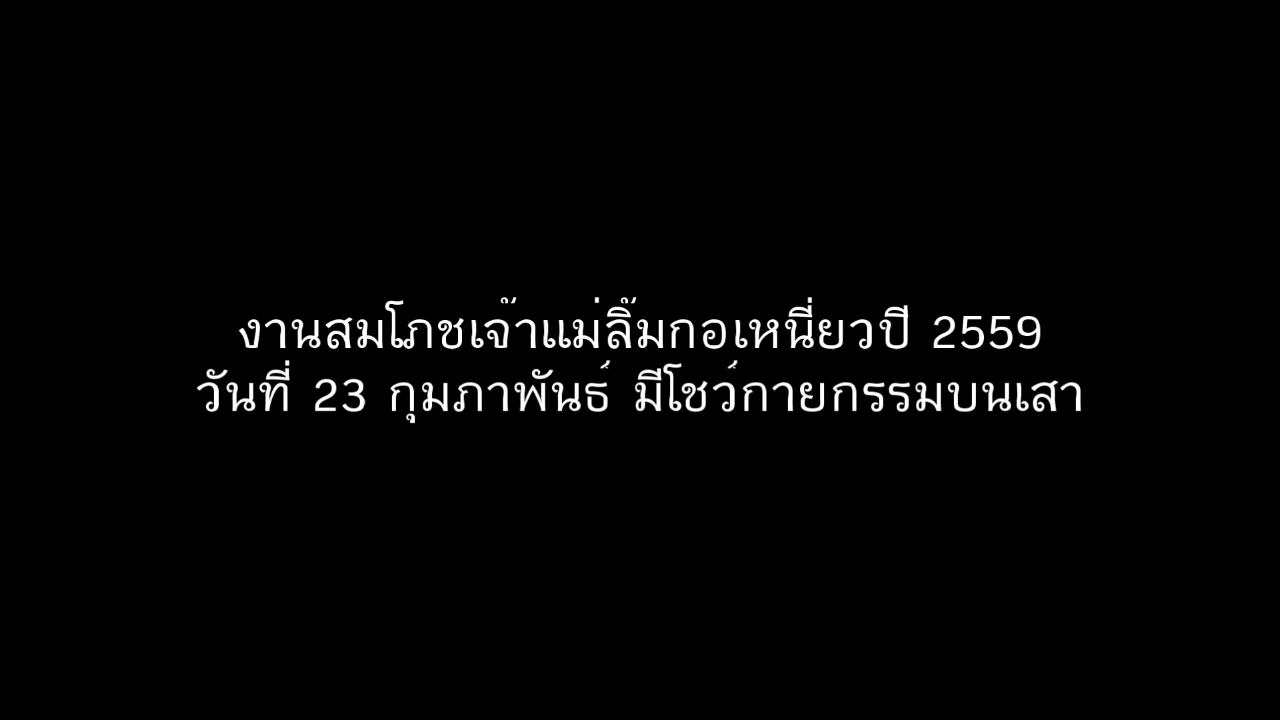 งานสมโภชเจ้าแม่ลิ้มกอเหนี่ยวปี 2559
วันที่ 23 กุมภาพันธ์ มีโชว์กายกรรมบนเสา